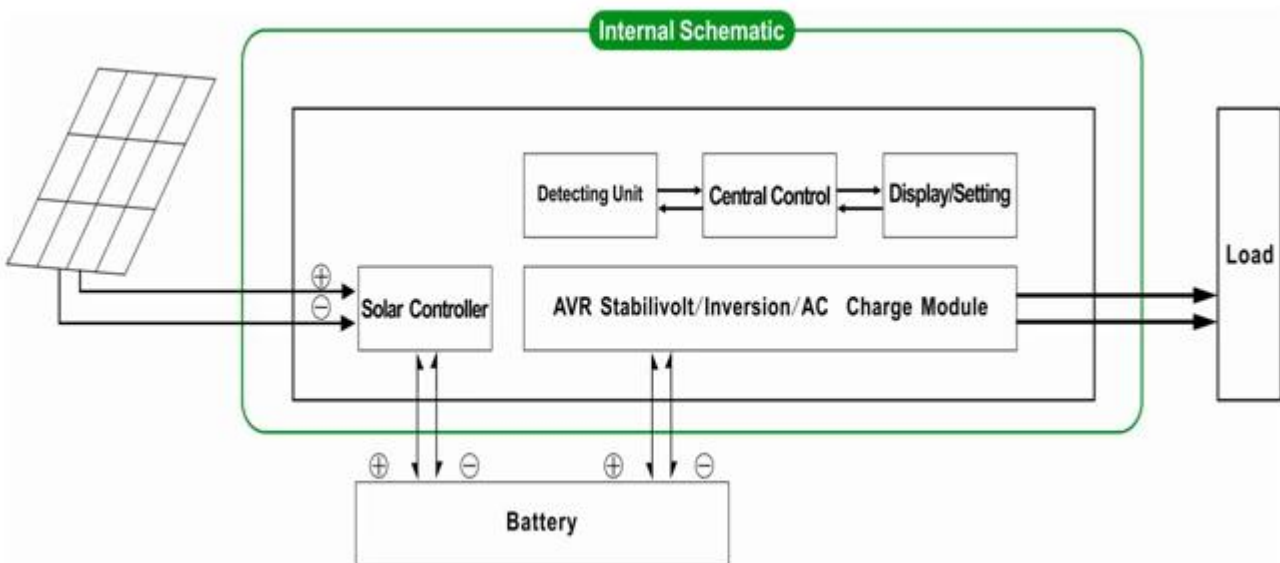 Internal Schematic
Detecting Unit
Central Control
Display/Setting
Load
⊕
⊖
Solar Controller
AVR Stabilivolt/Inversion/AC Charge Module
⊕ ⊖ ⊕ ⊖
Battery